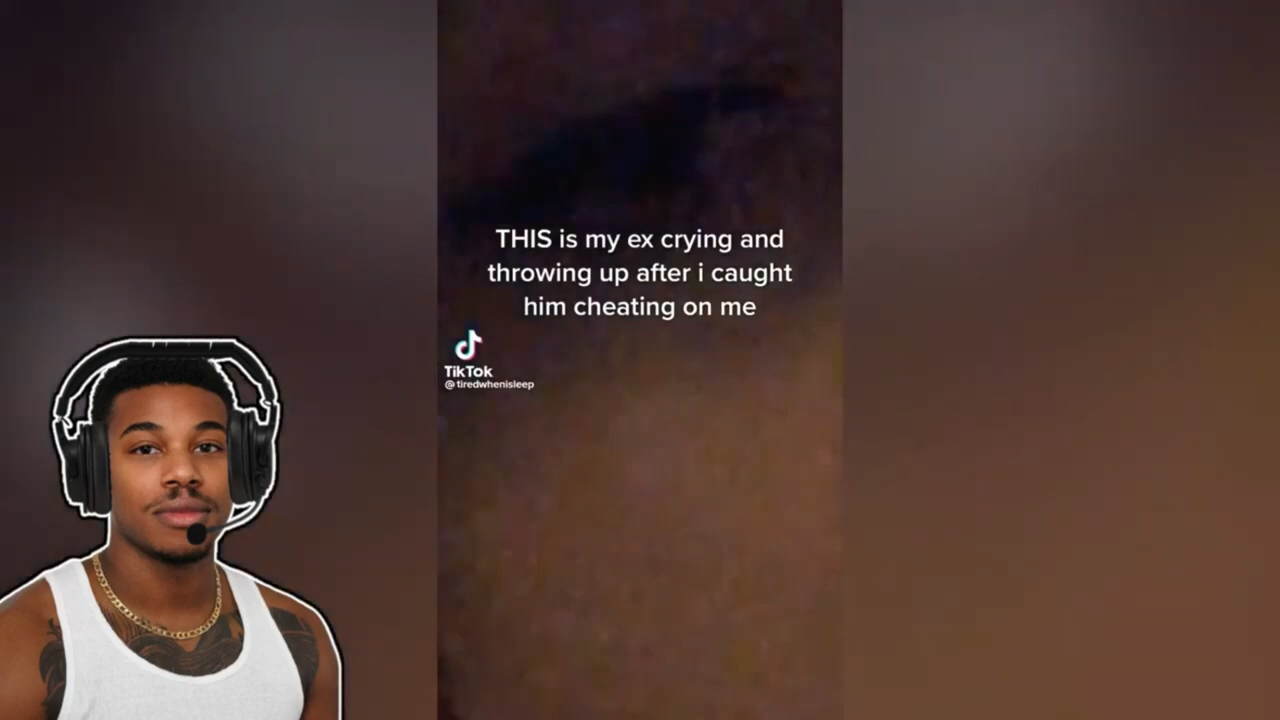 THIS is my ex crying and
throwing up after i caught
him cheating on me
TikTok
@tiredwhenisleep